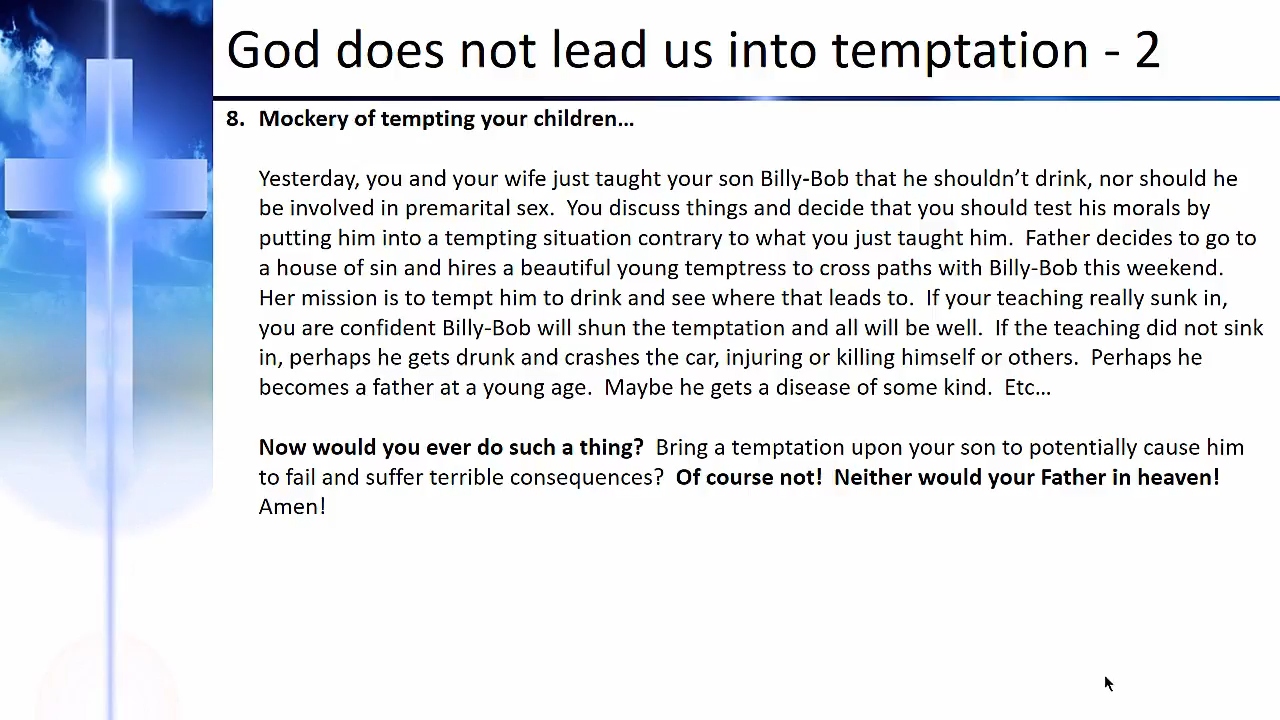 God does not lead us into temptation - 2
8. Mockery of tempting your children…
Yesterday, you and your wife just taught your son Billy-Bob that he shouldn’t drink, nor should he
be involved in premarital sex. You discuss things and decide that you should test his morals by
putting him into a tempting situation contrary to what you just taught him. Father decides to go to
a house of sin and hires a beautiful young temptress to cross paths with Billy-Bob this weekend.
Her mission is to tempt him to drink and see where that leads to. If your teaching really sunk in,
you are confident Billy-Bob will shun the temptation and all will be well. If the teaching did not sink
in, perhaps he gets drunk and crashes the car, injuring or killing himself or others. Perhaps he
becomes a father at a young age. Maybe he gets a disease of some kind. Etc…
Now would you ever do such a thing? Bring a temptation upon your son to potentially cause him
to fail and suffer terrible consequences? Of course not! Neither would your Father in heaven!
Amen!